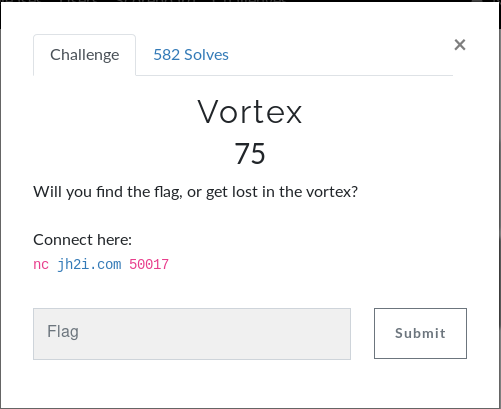 Challenge
582 Solves
×
Vortex
75
Will you find the flag, or get lost in the vortex?
Connect here:
nc jh2i.com 50017
Flag
Submit